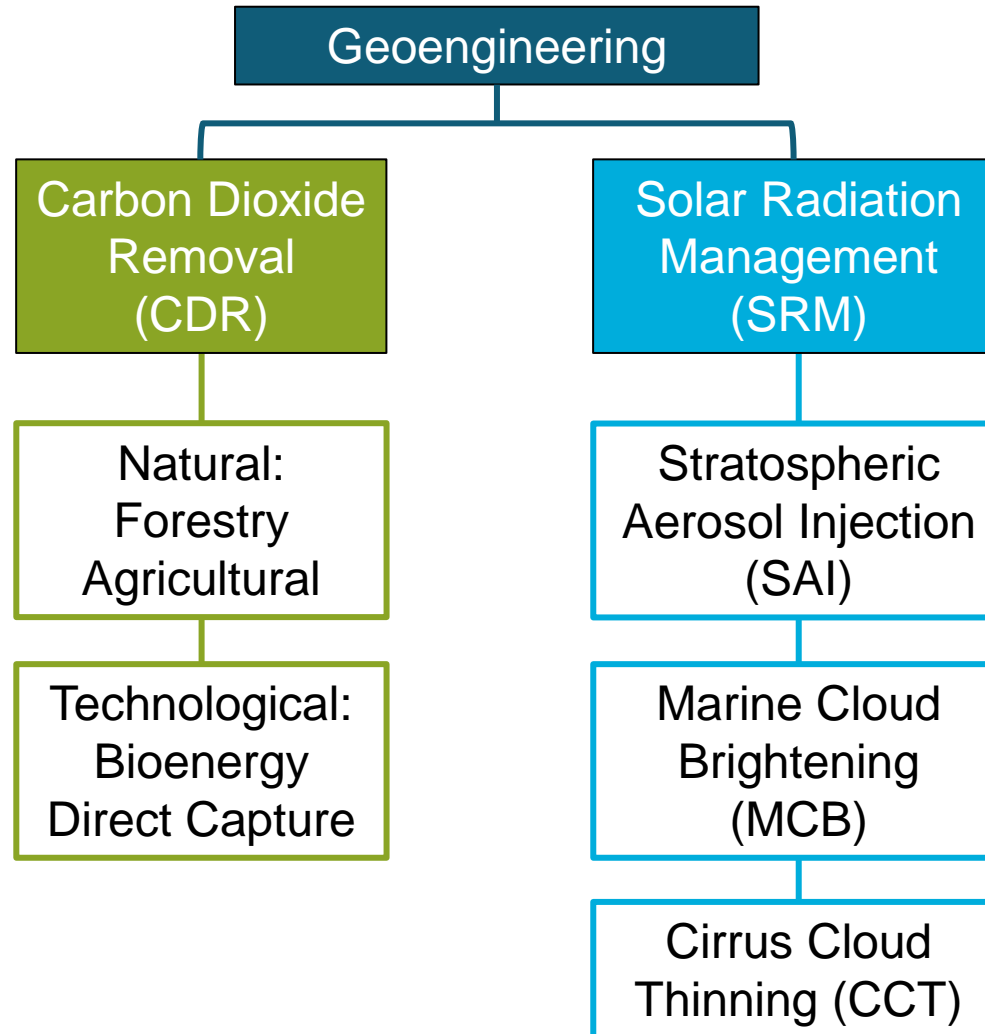 Geoengineering
Carbon Dioxide
Removal
(CDR)
Solar Radiation
Management
(SRM)
Natural:
Forestry
Agricultural
Stratospheric
Aerosol Injection
(SAI)
Technological:
Bioenergy
Direct Capture
Marine Cloud
Brightening
(MCB)
Cirrus Cloud
Thinning (CCT)